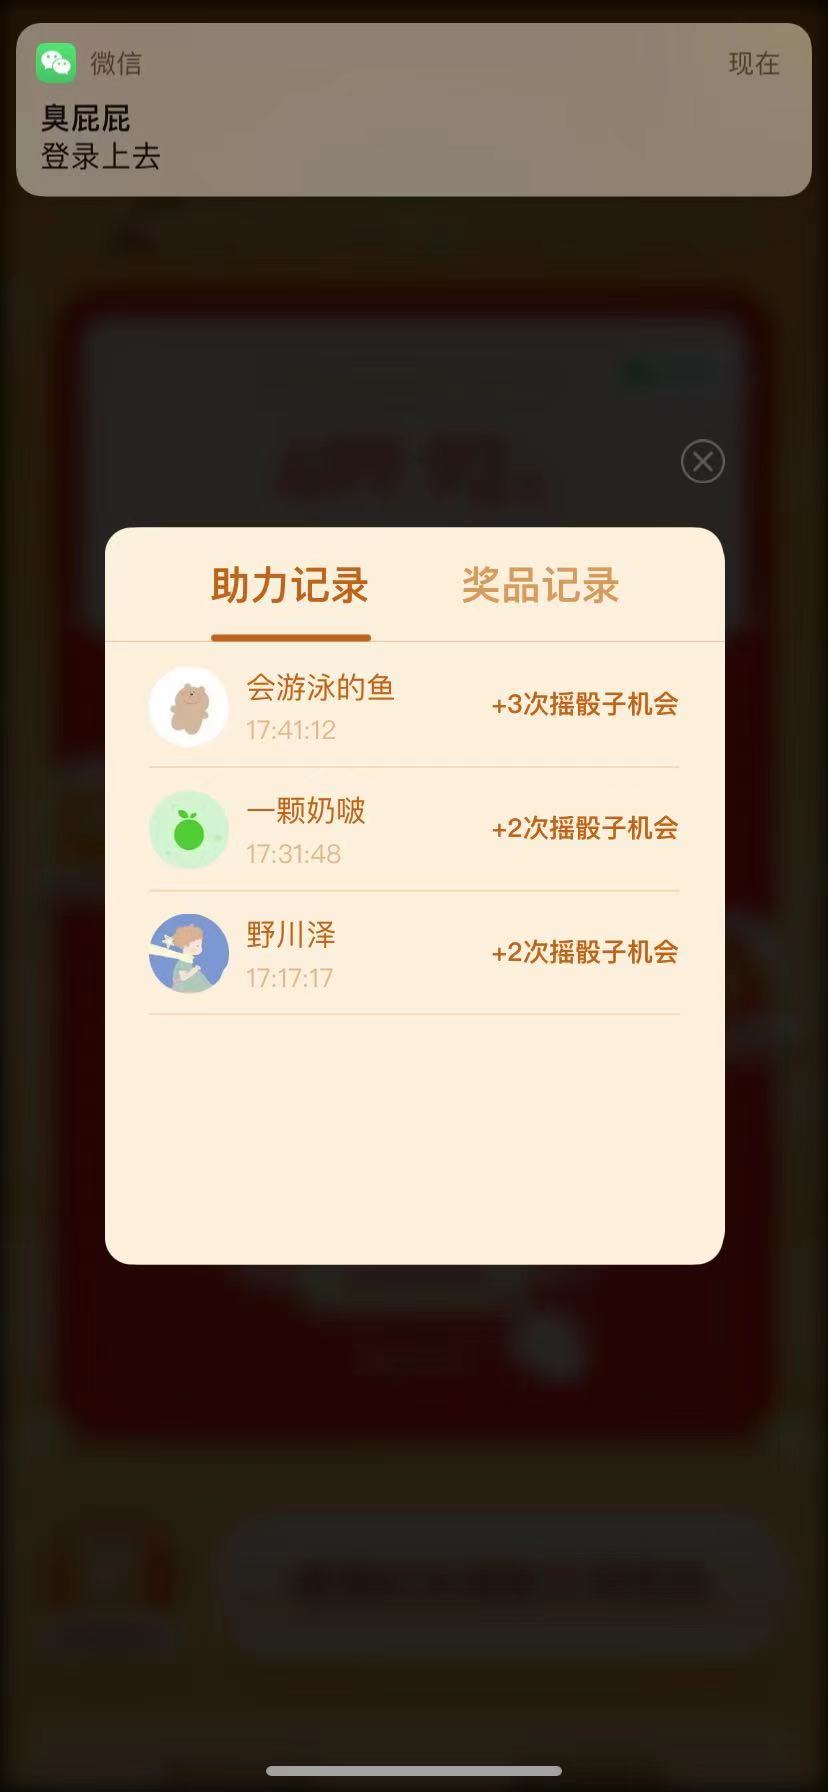 微信
现在
臭屁屁
登录上去
助力记录
奖品记录
会游泳的鱼
+3次摇骰子机会
17:41:12
一颗奶啵
+2次摇骰子机会
17:31:48
野川泽
+2次摇骰子机会
17:17:17